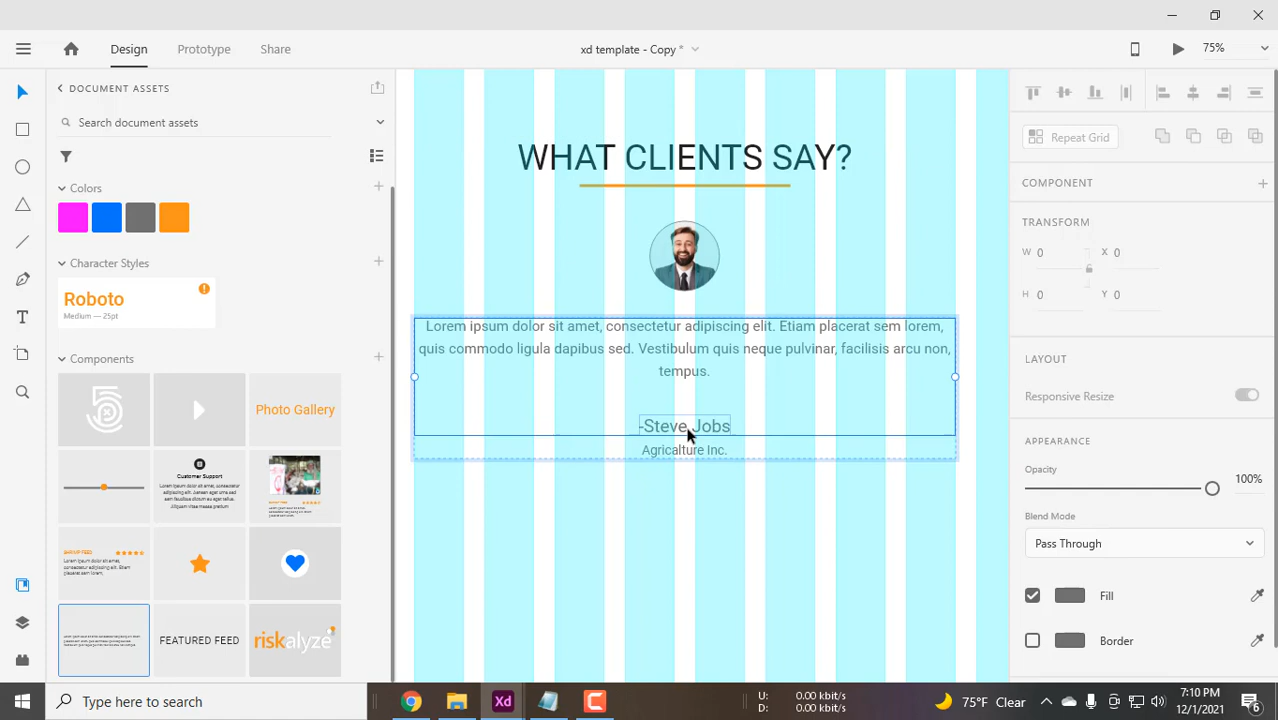 Design
Prototype
Share
xd template - Copy *
75%
DOCUMENT ASSETS
Search document assets
Colors
Character Styles
Roboto
Medium — 25pt
Components
Photo Gallery
Customer Support
FEATURED FEED
riskalyze
WHAT CLIENTS SAY?
Lorem ipsum dolor sit amet, consectetur adipiscing elit. Etiam placerat sem lorem,
quis commodo ligula dapibus sed. Vestibulum quis neque pulvinar, facilisis arcu non,
tempus.
-Steve Jobs
Agricalture Inc.
Repeat Grid
COMPONENT
TRANSFORM
W 0
X 0
H 0
Y 0
LAYOUT
Responsive Resize
APPEARANCE
Opacity
100%
Blend Mode
Pass Through
Fill
Border
Type here to search
Xd
U: 0.00 kbit/s
D: 0.00 kbit/s
75°F Clear
7:10 PM
12/1/2021
6